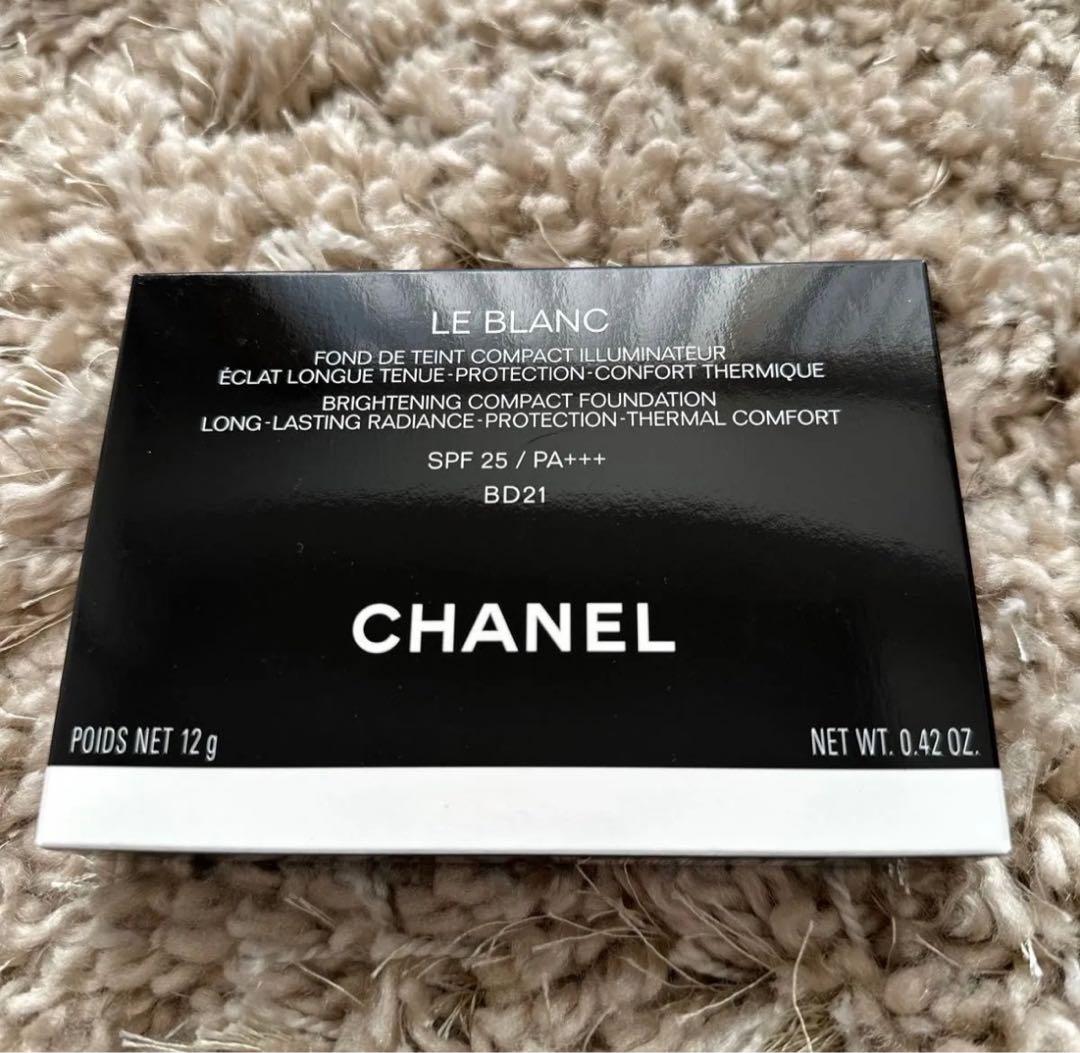 LE BLANC
FOND DE TEINT COMPACT ILLUMINATEUR
ÉCLAT LONGUE TENUE-PROTECTION-CONFORT THERMIQUE
BRIGHTENING COMPACT FOUNDATION
LONG-LASTING RADIANCE-PROTECTION-THERMAL COMFORT
SPF 25 / PA+++
BD21
CHANEL
POIDS NET 12 g
NET WT. 0.42 OZ.